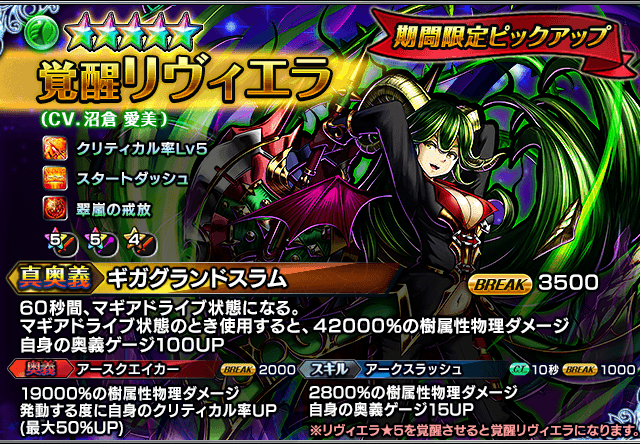 期間限定ピックアップ
覚醒リヴィエラ
(CV.沼倉 愛美)
クリティカル率Lv5
スタートダッシュ
翠嵐の戒放
5 5 4
真奥義 ギガグランドスラム BREAK 3500
60秒間、マギアドライブ状態になる。
マギアドライブ状態のとき使用すると、42000%の樹属性物理ダメージ
自身の奥義ゲージ100UP
奥義 アースクエイカー BREAK 2000
19000%の樹属性物理ダメージ
発動する度に自身のクリティカル率UP
(最大50%UP)
スキル アークスラッシュ CT 10秒 BREAK 1000
2800%の樹属性物理ダメージ
自身の奥義ゲージ15UP
※リヴィエラ★5を覚醒させると覚醒リヴィエラになります。